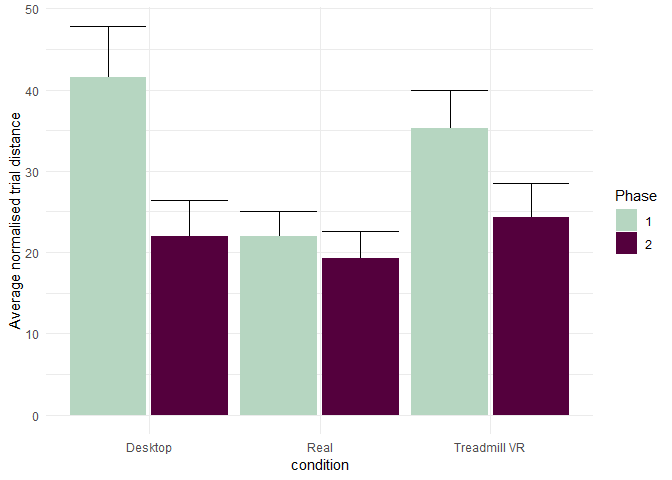 50
40
30
20
10
0
Average normalised trial distance
Desktop
Real
Treadmill VR
condition
Phase
1
2